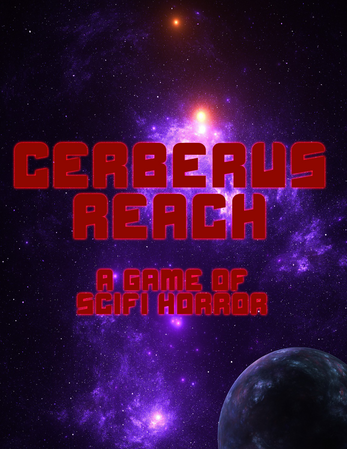 CERBERUS
REACH
A GAME OF
SCIFI HORROR